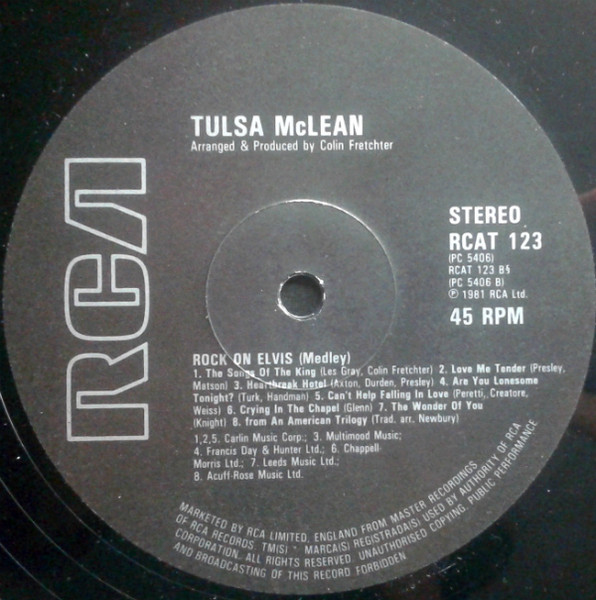 RCA
TULSA McLEAN
Arranged & Produced by Colin Fretchter
STEREO
RCAT 123
(PC 5406)
RCAT 123 B§
(PC 5406 B)
℗ 1981 RCA Ltd.
45 RPM
ROCK ON ELVIS (Medley)
1. The Songs Of The King (Les Gray, Colin Fretchter) 2. Love Me Tender (Presley,
Matson) 3. Heartbreak Hotel (Axton, Durden, Presley) 4. Are You Lonesome
Tonight? (Turk, Handman) 5. Can't Help Falling In Love (Peretti, Creatore,
Weiss) 6. Crying In The Chapel (Glenn) 7. The Wonder Of You
(Knight) 8. from An American Trilogy (Trad. arr. Newbury)
1,2,5. Carlin Music Corp.; 3. Multimood Music;
4. Francis Day & Hunter Ltd.; 6. Chappell
Morris Ltd.; 7. Leeds Music Ltd.;
8. Acuff-Rose Music Ltd.
MARKETED BY RCA LIMITED, ENGLAND FROM MASTER RECORDINGS
OF RCA RECORDS. TM(S) MARCA(S) REGISTRADA(S) USED BY AUTHORITY OF RCA
CORPORATION. ALL RIGHTS RESERVED. UNAUTHORISED COPYING, PUBLIC PERFORMANCE
AND BROADCASTING OF THIS RECORD FORBIDDEN